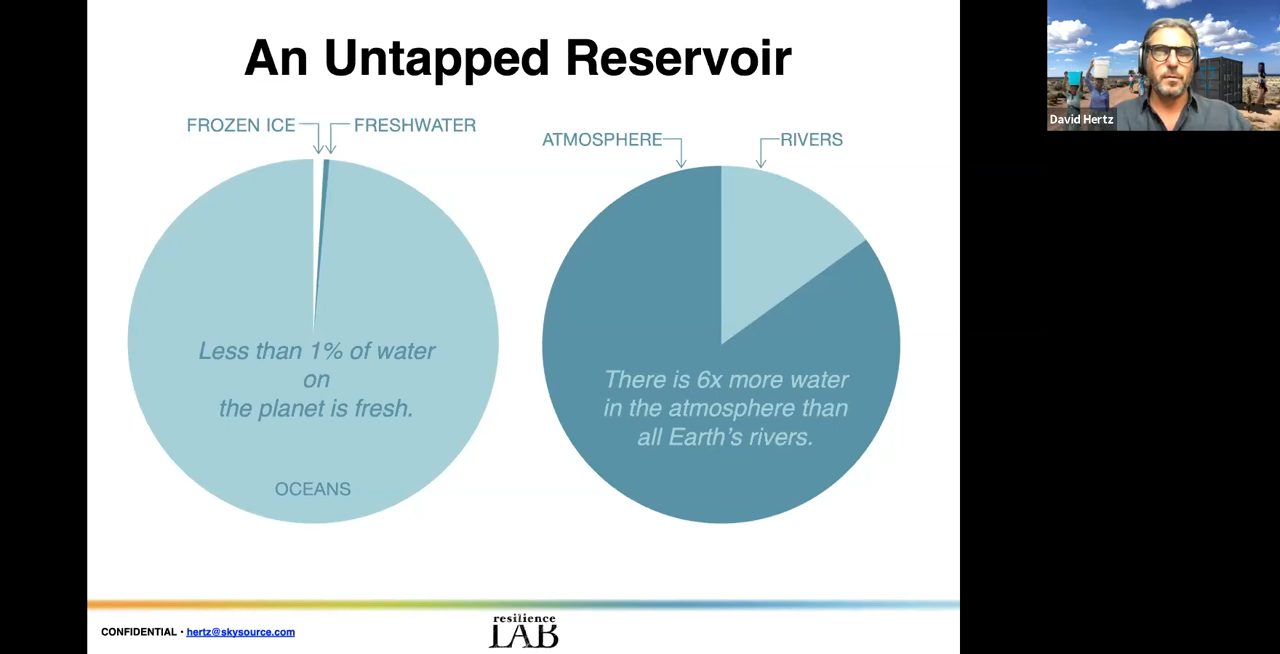 An Untapped Reservoir
FROZEN ICE
FRESHWATER
Less than 1% of water
on
the planet is fresh.
OCEANS
ATMOSPHERE
RIVERS
There is 6x more water
in the atmosphere than
all Earth's rivers.
CONFIDENTIAL · hertz@skysource.com
resilience
LAB
David Hertz